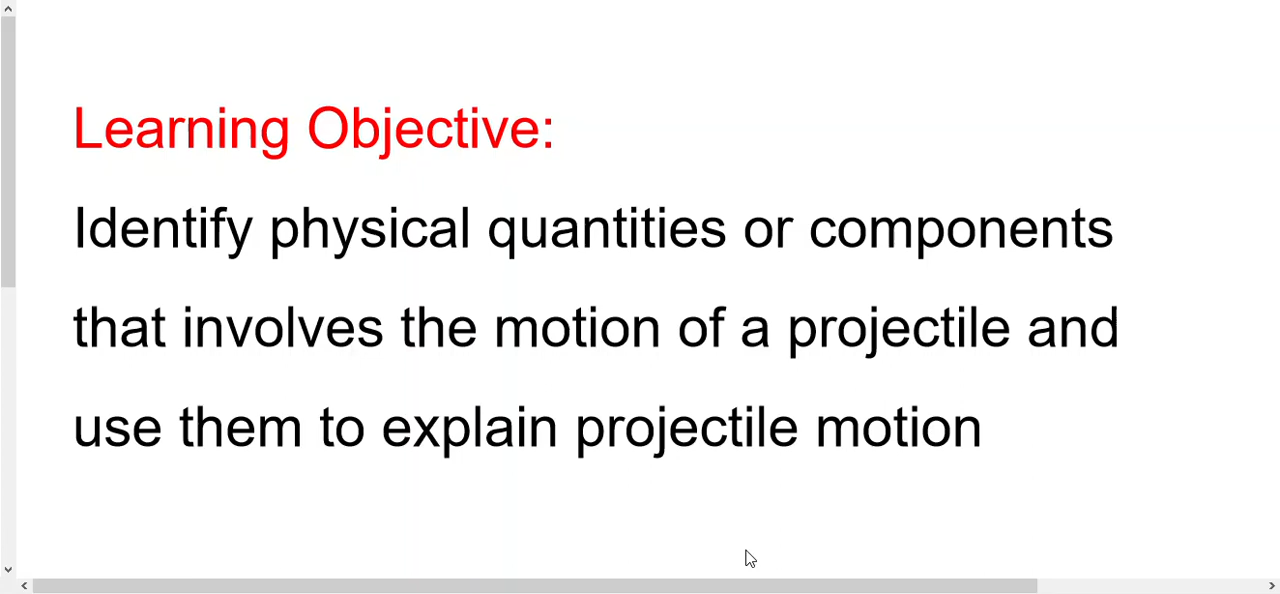 Learning Objective:
Identify physical quantities or components
that involves the motion of a projectile and
use them to explain projectile motion